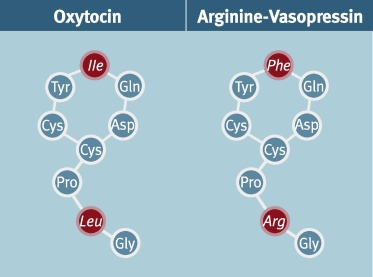 Oxytocin
Ile
Tyr
Gln
Cys
Asp
Cys
Pro
Leu
Gly
Arginine-Vasopressin
Phe
Tyr
Gln
Cys
Asp
Cys
Pro
Arg
Gly